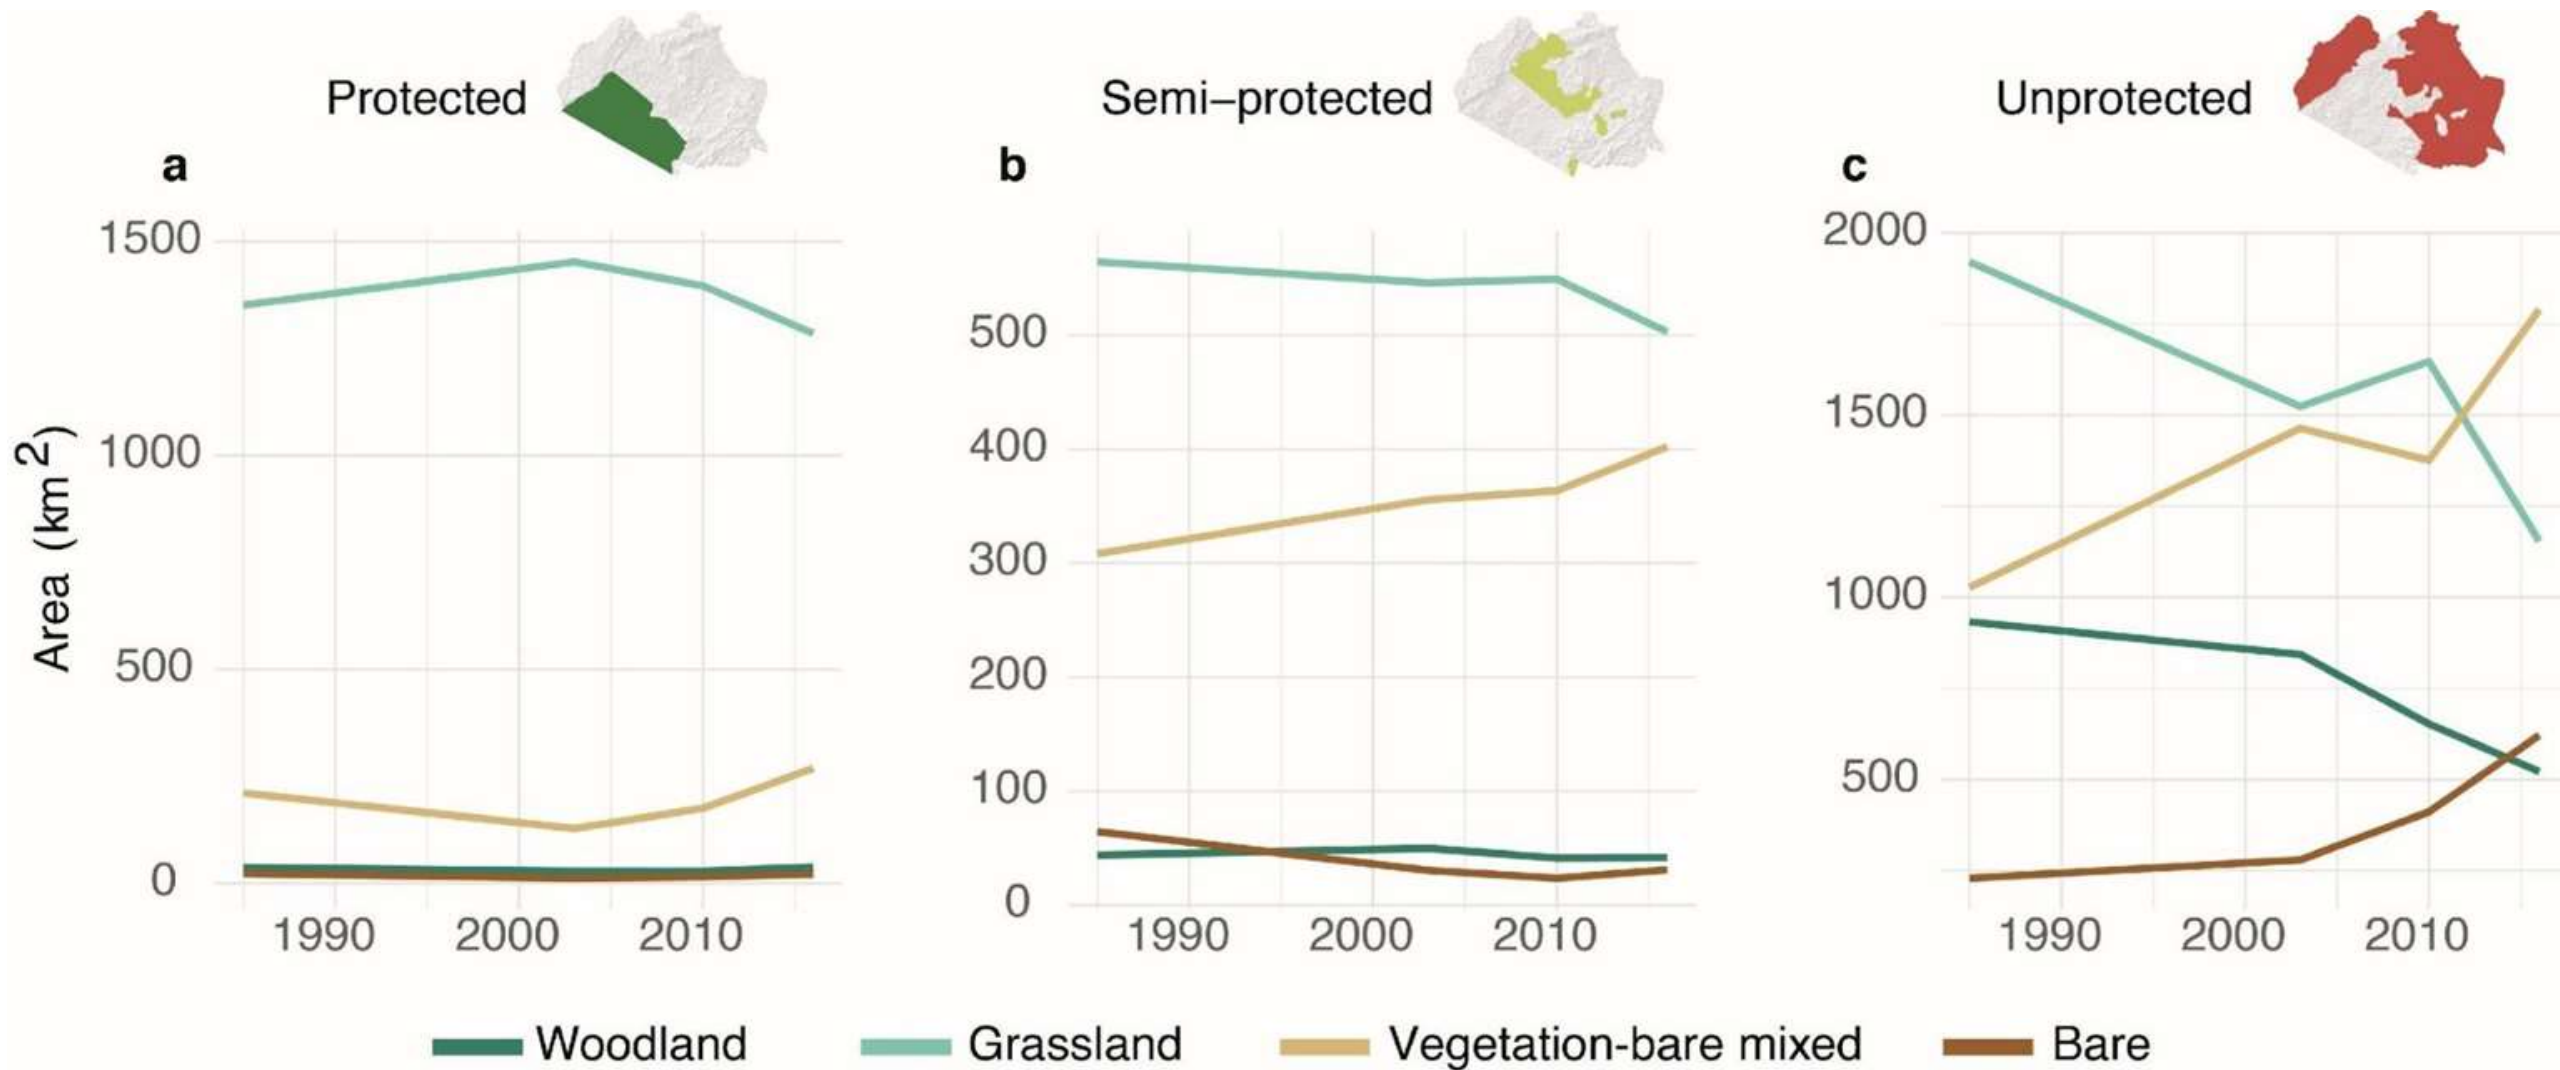 Protected
Semi–protected
Unprotected
a
b
c
Area (km²)
1500
1000
500
0
1990 2000 2010
500
400
300
200
100
0
1990 2000 2010
2000
1500
1000
500
1990 2000 2010
Woodland Grassland Vegetation-bare mixed Bare